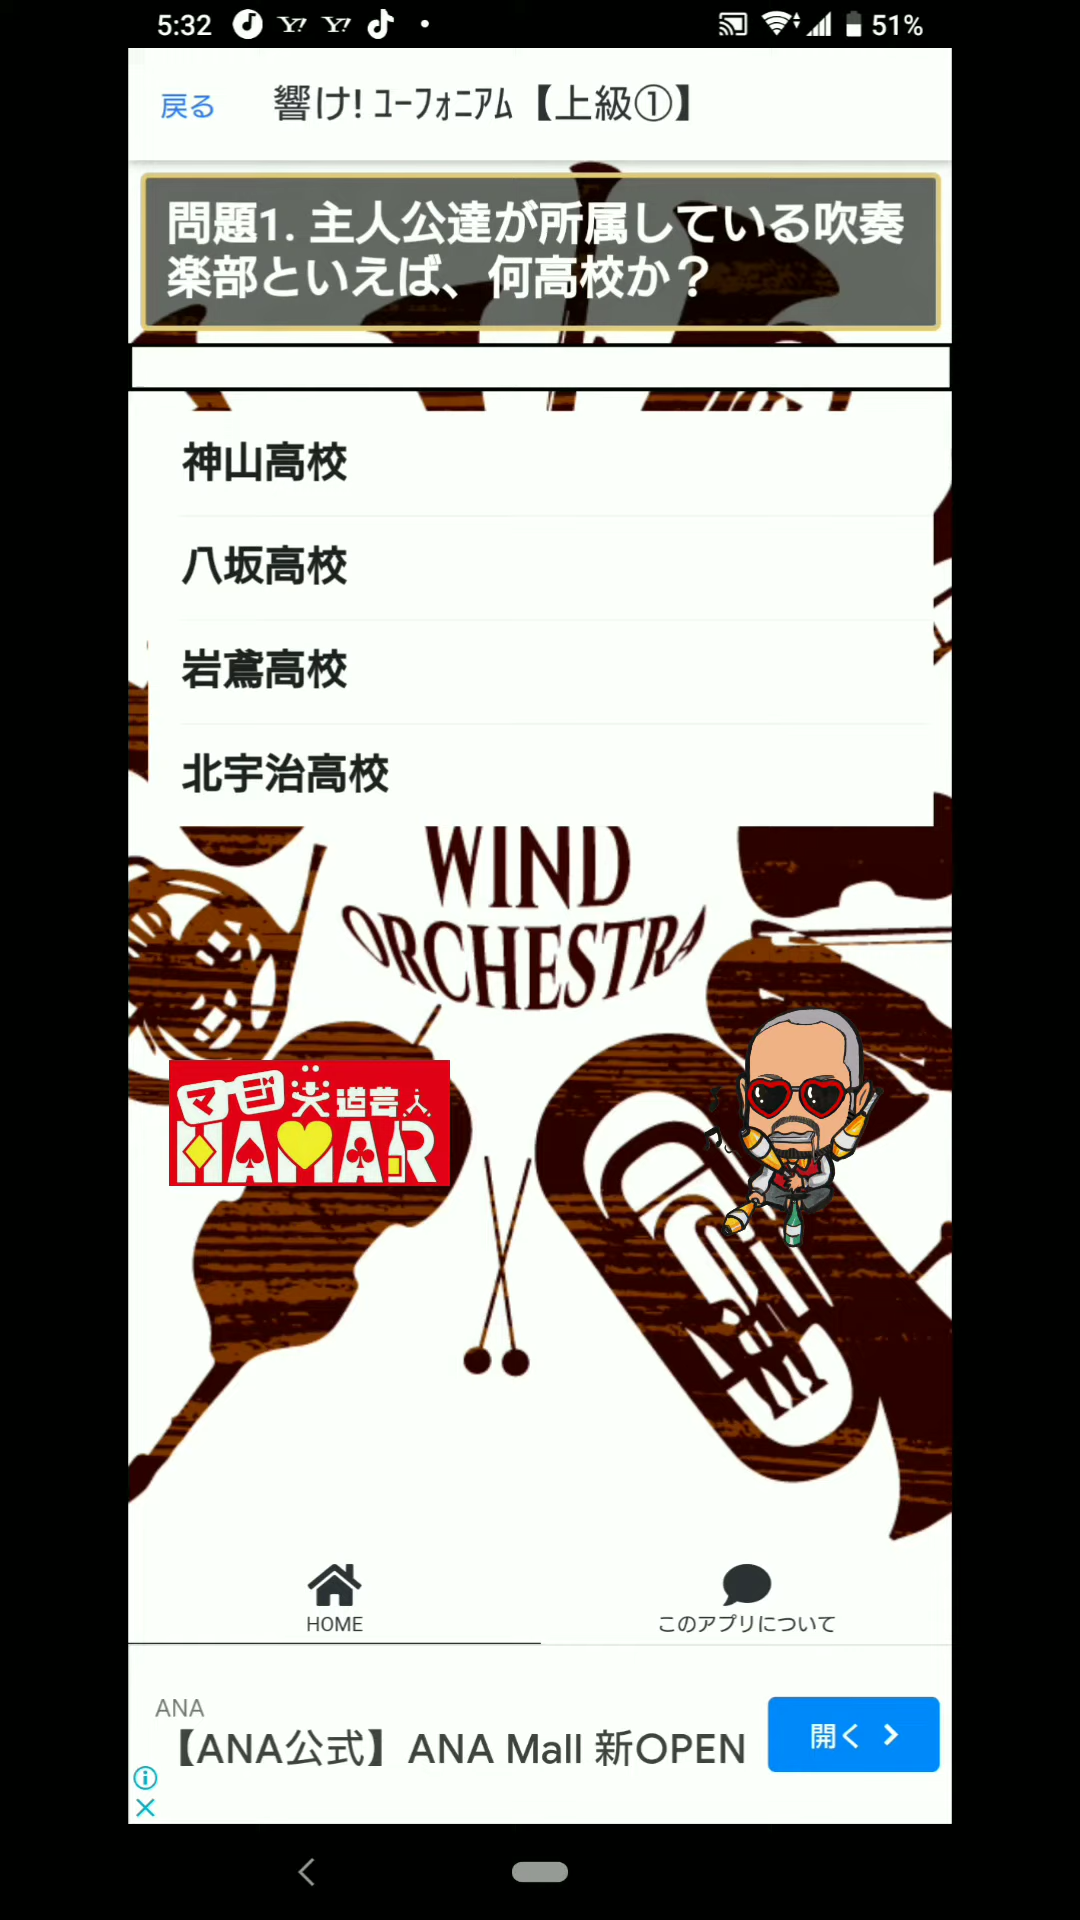 5:32
51%
戻る
響け! ﾕｰﾌｫﾆｱﾑ【上級①】
問題1. 主人公達が所属している吹奏
楽部といえば、何高校か？
神山高校
八坂高校
岩鳶高校
北宇治高校
WIND
ORCHESTRA
マジ大道芸人
HAMAR
HOME
このアプリについて
ANA
【ANA公式】ANA Mall 新OPEN
開く